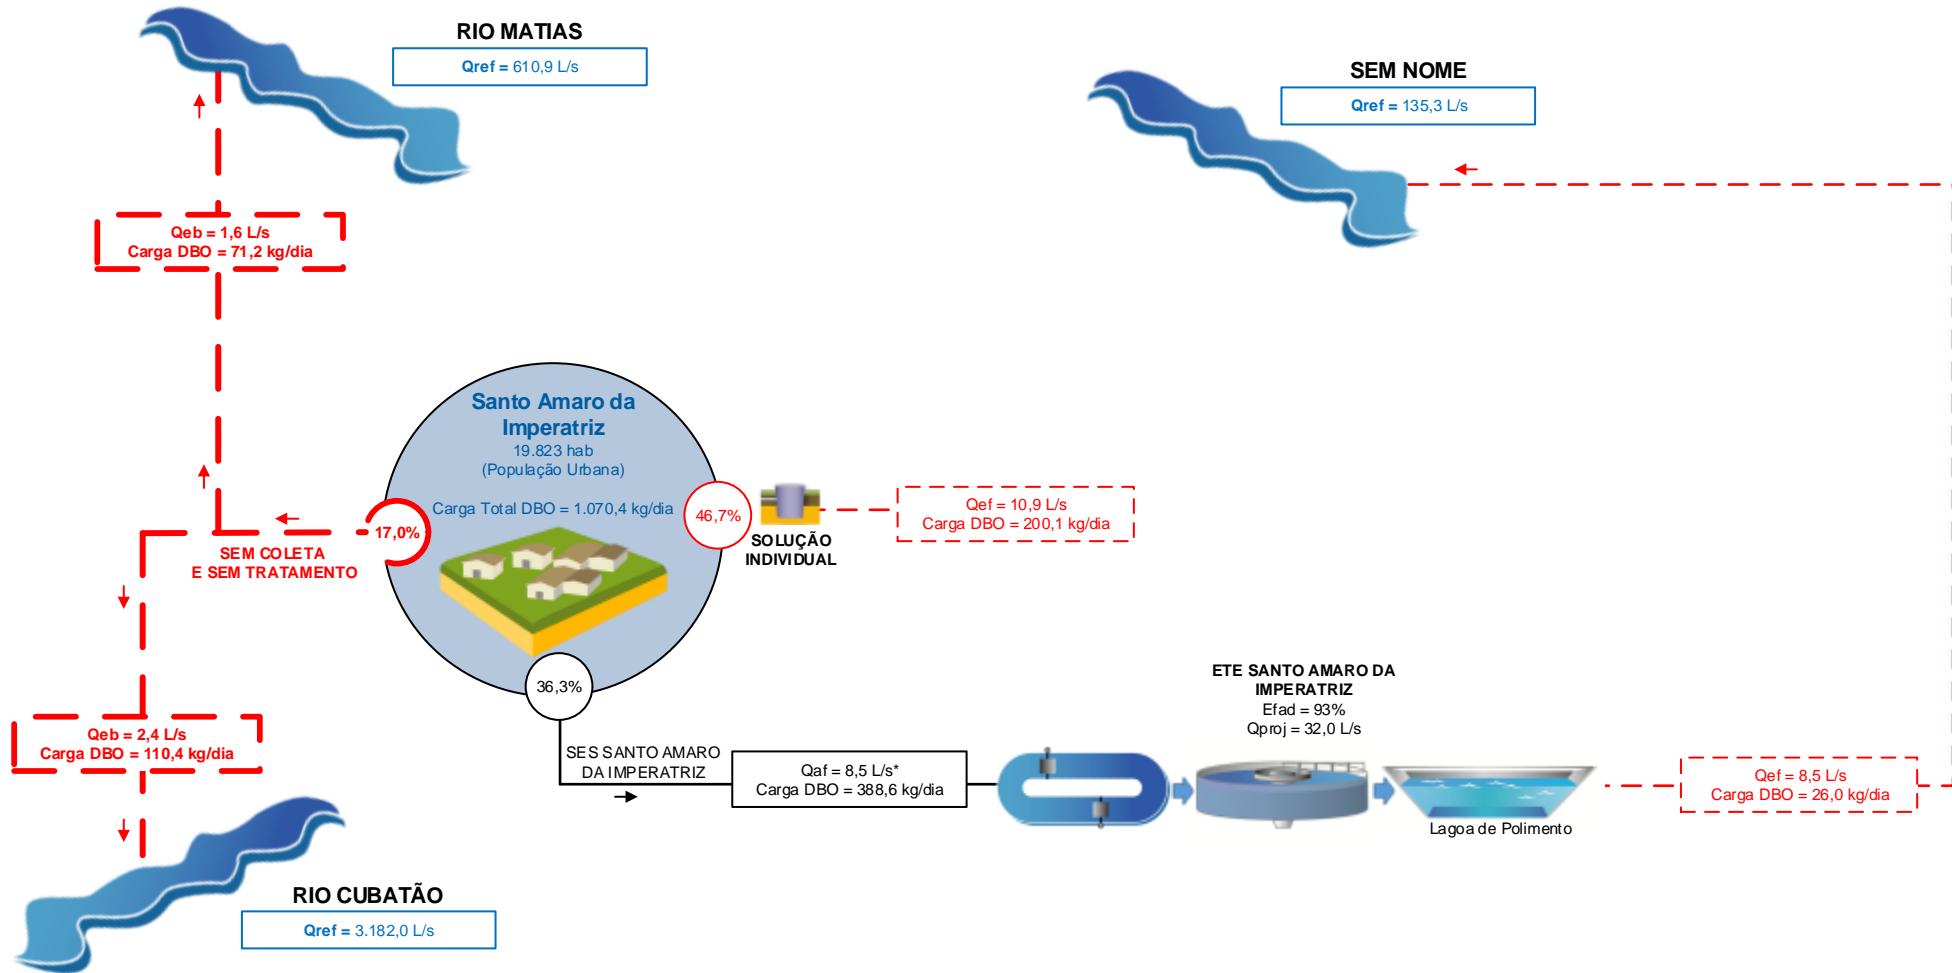 RIO MATIAS
Qref = 610,9 L/s
SEM NOME
Qref = 135,3 L/s
Qeb = 1,6 L/s
Carga DBO = 71,2 kg/dia
Santo Amaro da
Imperatriz
19.823 hab
(População Urbana)
Carga Total DBO = 1.070,4 kg/dia
17,0%
SEM COLETA
E SEM TRATAMENTO
46,7%
SOLUÇÃO
INDIVIDUAL
Qef = 10,9 L/s
Carga DBO = 200,1 kg/dia
36,3%
SES SANTO AMARO
DA IMPERATRIZ
Qaf = 8,5 L/s*
Carga DBO = 388,6 kg/dia
ETE SANTO AMARO DA
IMPERATRIZ
Efad = 93%
Qproj = 32,0 L/s
Lagoa de Polimento
Qef = 8,5 L/s
Carga DBO = 26,0 kg/dia
Qeb = 2,4 L/s
Carga DBO = 110,4 kg/dia
RIO CUBATÃO
Qref = 3.182,0 L/s